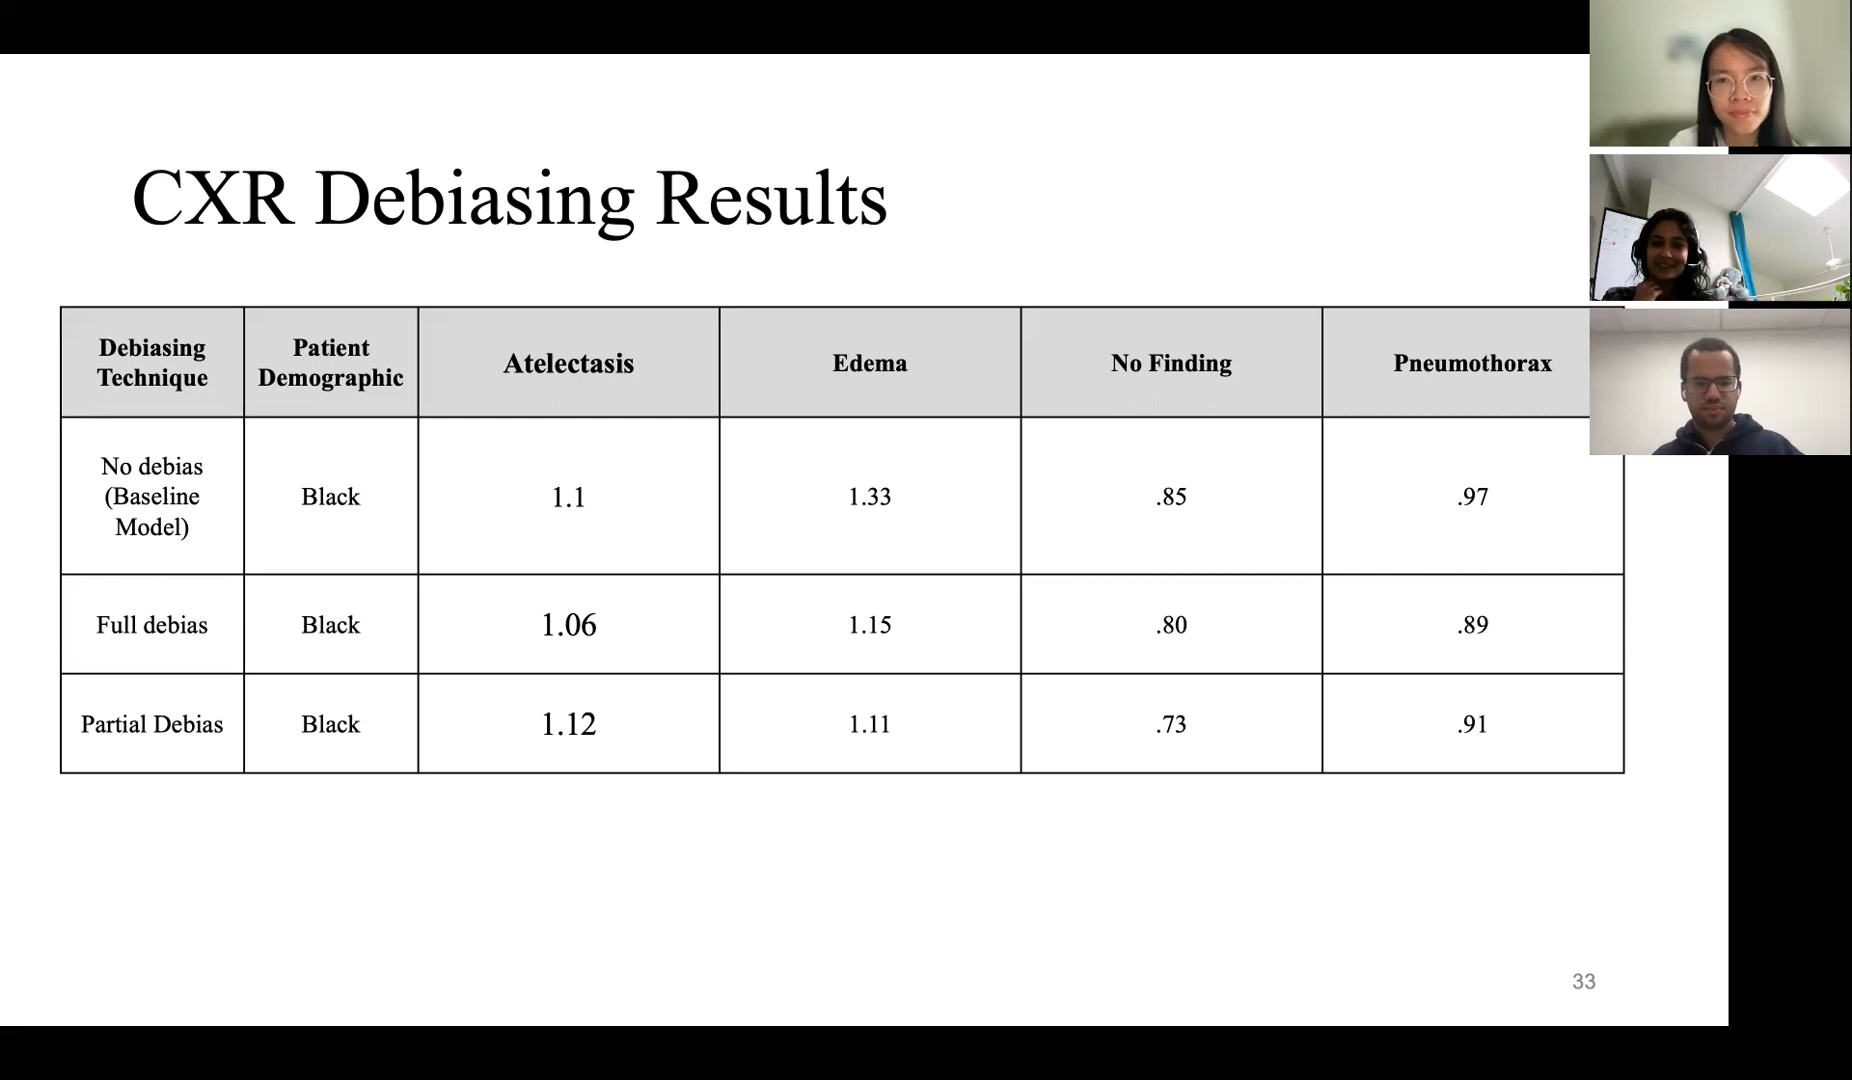 CXR Debiasing Results
Debiasing
Technique
Patient
Demographic
Atelectasis
Edema
No Finding
Pneumothorax
No debias
(Baseline
Model)
Black
1.1
1.33
.85
.97
Full debias
Black
1.06
1.15
.80
.89
Partial Debias
Black
1.12
1.11
.73
.91
33